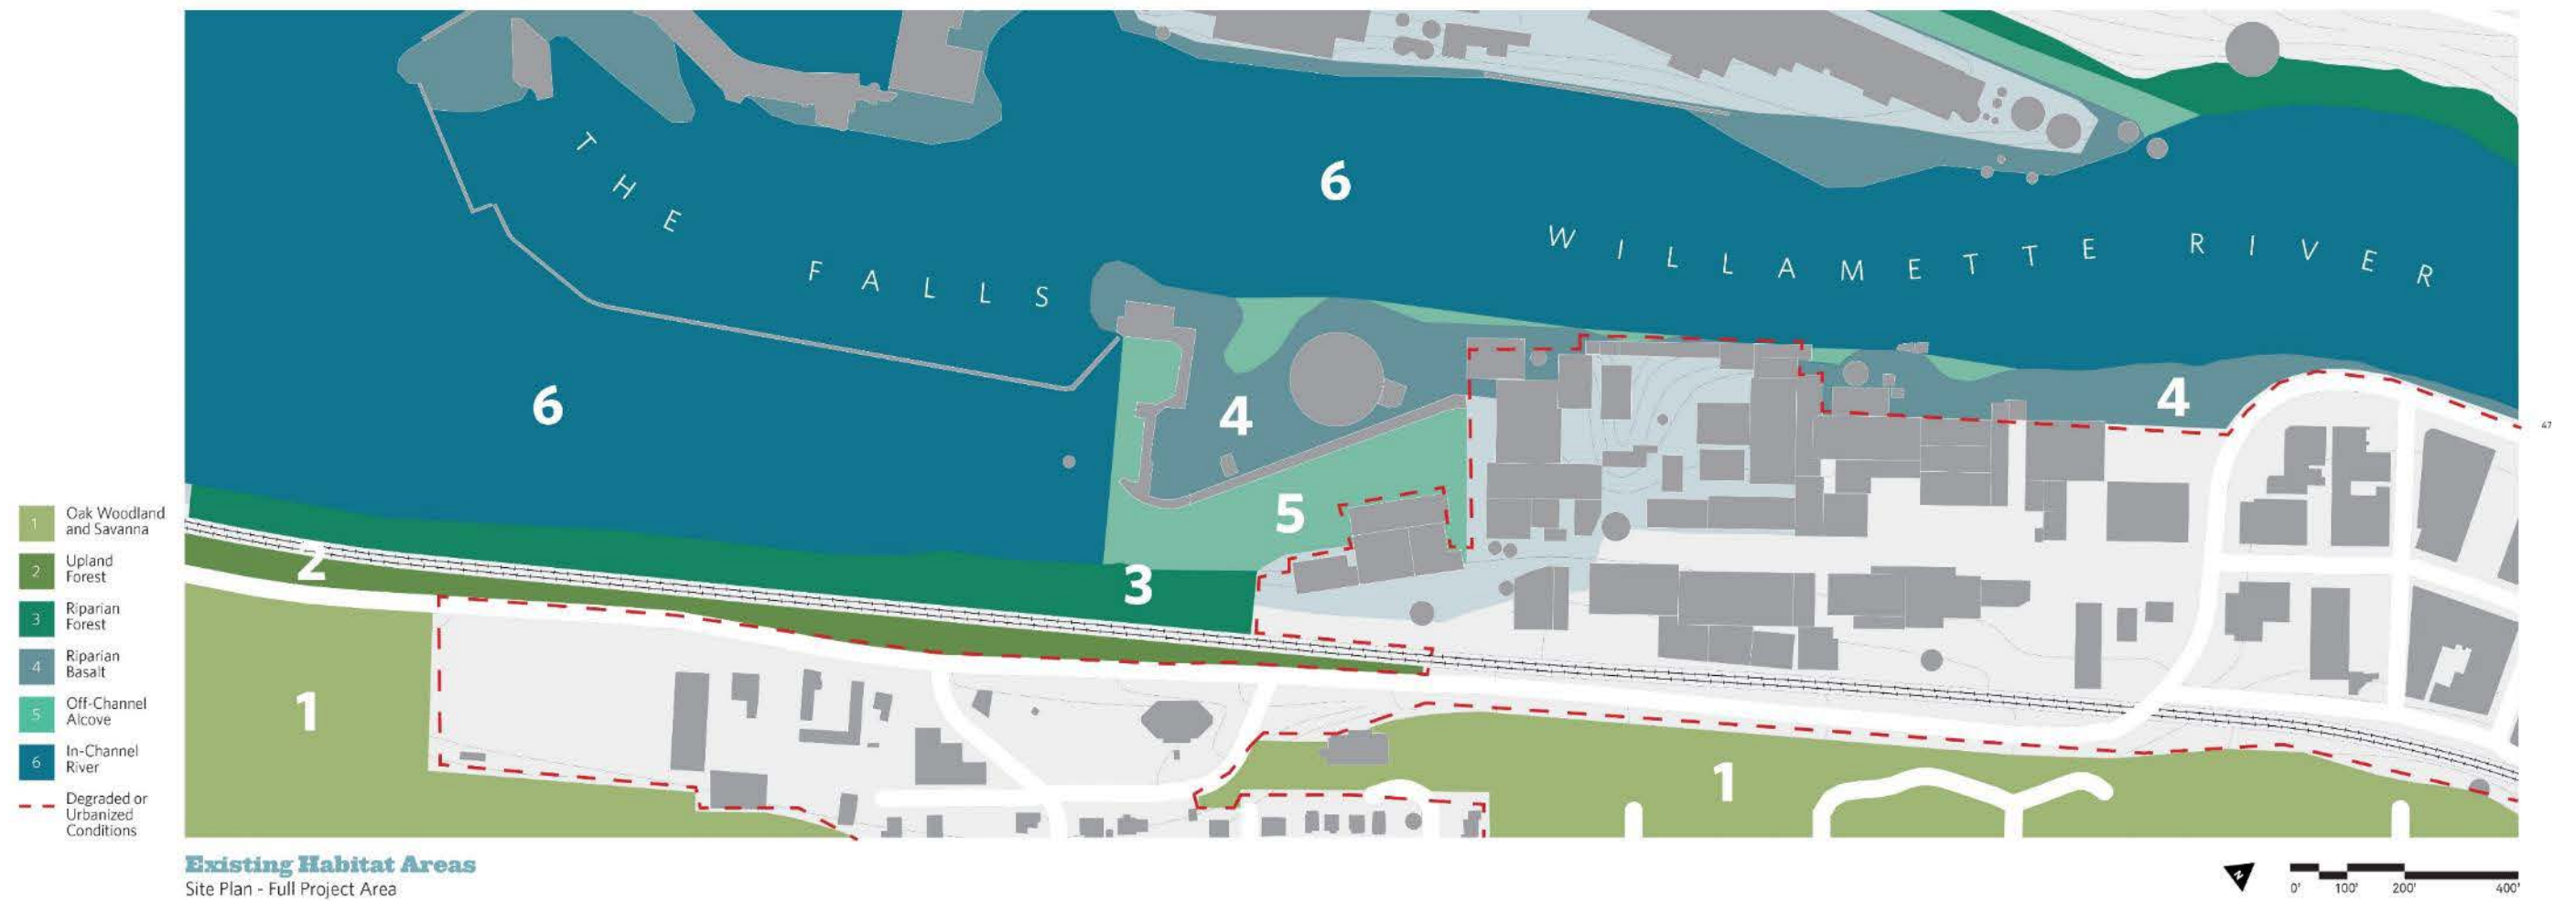 THE FALLS
6
WILLAMETTE RIVER
6
4
4
47
5
2
3
1
1
1 Oak Woodland
and Savanna
2 Upland
Forest
3 Riparian
Forest
4 Riparian
Basalt
5 Off-Channel
Alcove
6 In-Channel
River
Degraded or
Urbanized
Conditions
Existing Habitat Areas
Site Plan - Full Project Area
N
0' 100' 200' 400'